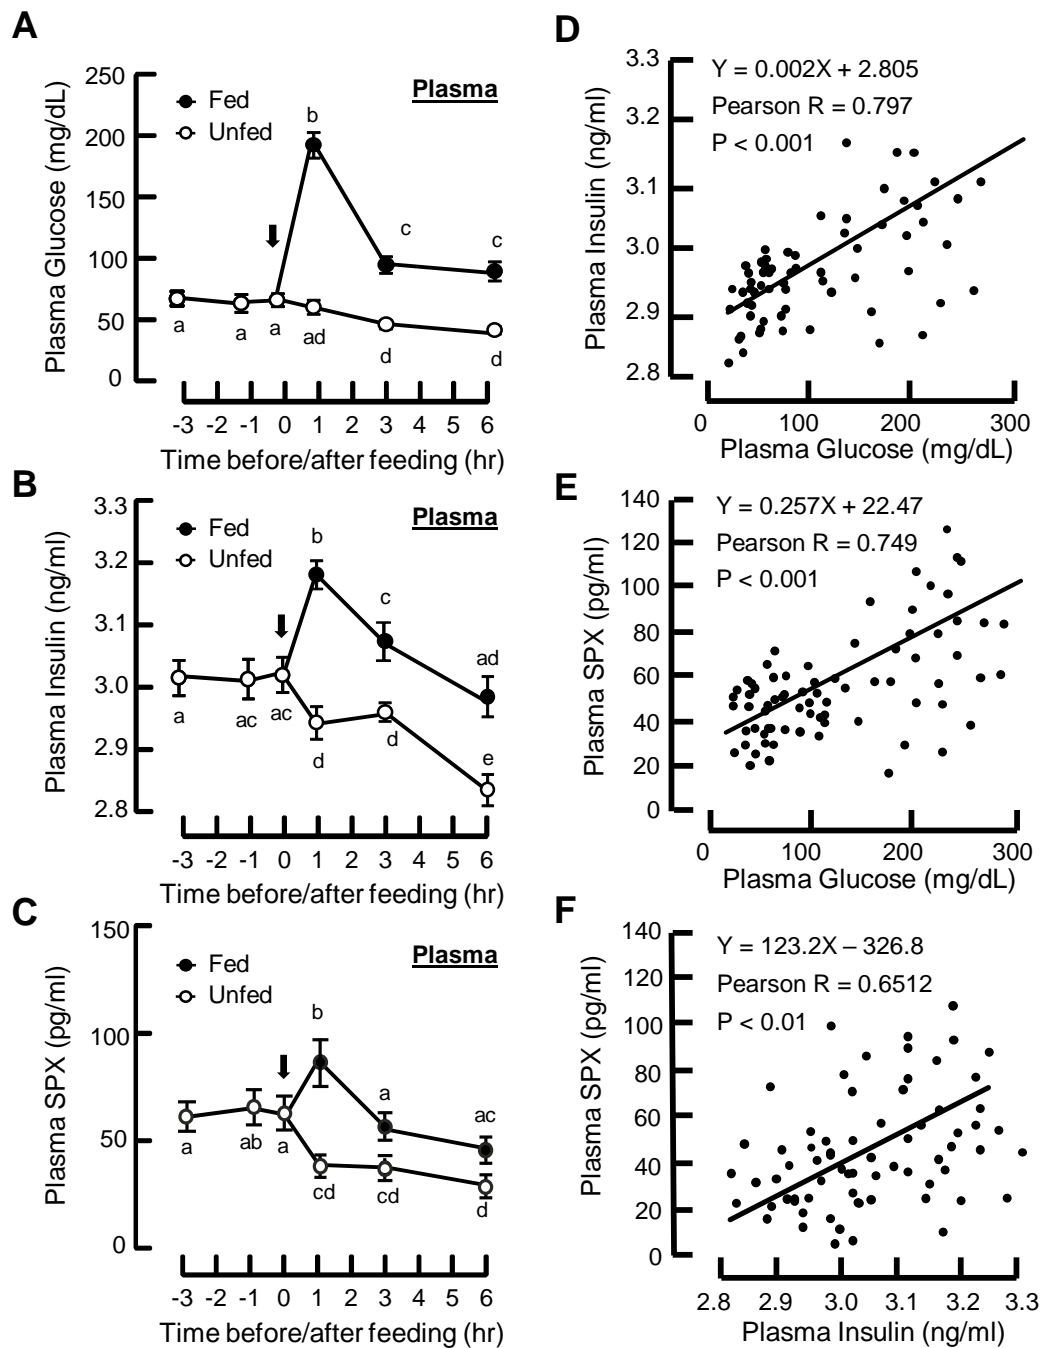 A
Plasma Glucose (mg/dL)
250
200
150
100
50
0
Fed
Unfed
Plasma
b
c
c
a
a
a
ad
d
d
-3 -2 -1 0 1 2 3 4 5 6
Time before/after feeding (hr)
B
Plasma Insulin (ng/ml)
3.3
3.2
3.1
3.0
2.9
2.8
Fed
Unfed
Plasma
b
c
ad
a
ac
ac
d
d
e
-3 -2 -1 0 1 2 3 4 5 6
Time before/after feeding (hr)
C
Plasma SPX (pg/ml)
150
100
50
0
Fed
Unfed
Plasma
b
a
ac
a
ab
a
cd
cd
d
-3 -2 -1 0 1 2 3 4 5 6
Time before/after feeding (hr)
D
Plasma Insulin (ng/ml)
3.3
3.2
3.1
3.0
2.9
2.8
Y = 0.002X + 2.805
Pearson R = 0.797
P < 0.001
0 100 200 300
Plasma Glucose (mg/dL)
E
Plasma SPX (pg/ml)
140
120
100
80
60
40
20
0
Y = 0.257X + 22.47
Pearson R = 0.749
P < 0.001
0 100 200 300
Plasma Glucose (mg/dL)
F
Plasma SPX (pg/ml)
140
120
100
80
60
40
20
0
Y = 123.2X – 326.8
Pearson R = 0.6512
P < 0.01
2.8 2.9 3.0 3.1 3.2 3.3
Plasma Insulin (ng/ml)